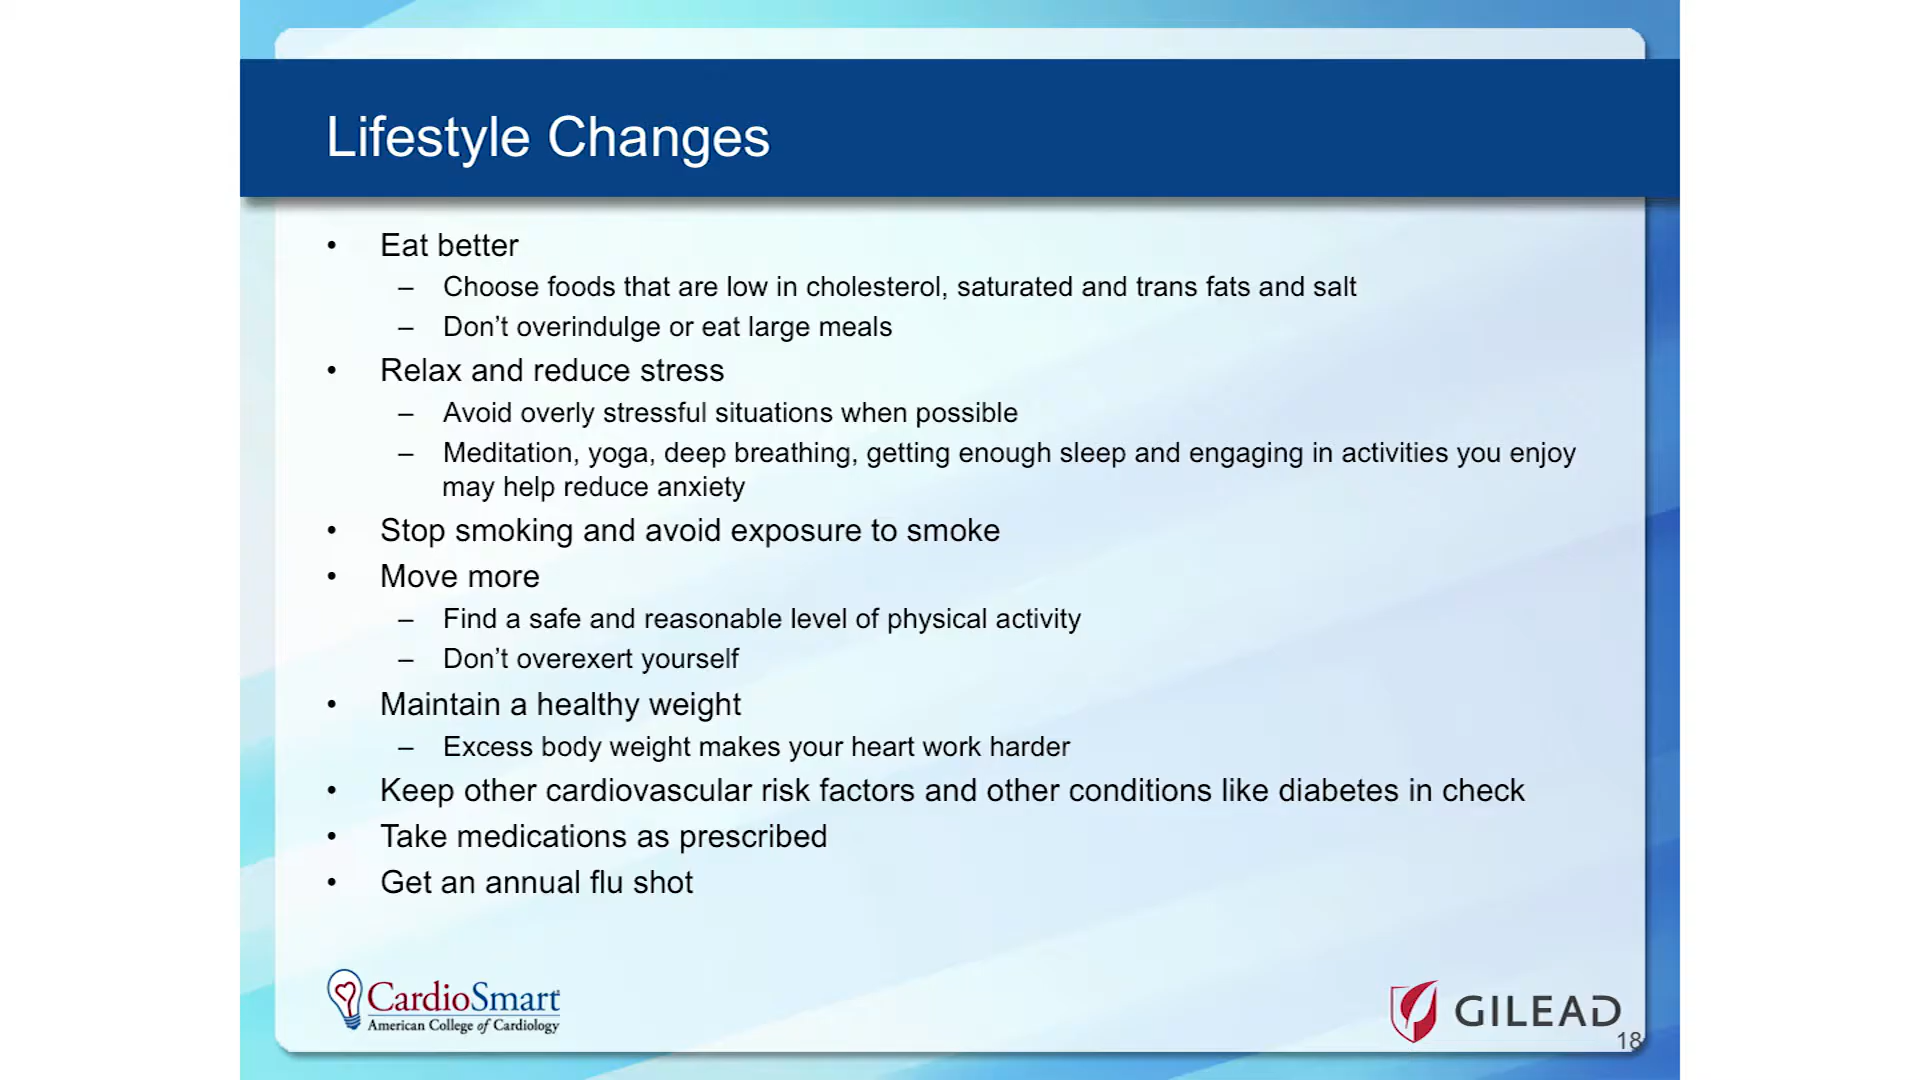 Lifestyle Changes
• Eat better
– Choose foods that are low in cholesterol, saturated and trans fats and salt
– Don’t overindulge or eat large meals
• Relax and reduce stress
– Avoid overly stressful situations when possible
– Meditation, yoga, deep breathing, getting enough sleep and engaging in activities you enjoy
may help reduce anxiety
• Stop smoking and avoid exposure to smoke
• Move more
– Find a safe and reasonable level of physical activity
– Don’t overexert yourself
• Maintain a healthy weight
– Excess body weight makes your heart work harder
• Keep other cardiovascular risk factors and other conditions like diabetes in check
• Take medications as prescribed
• Get an annual flu shot
CardioSmart
American College of Cardiology
GILEAD
18